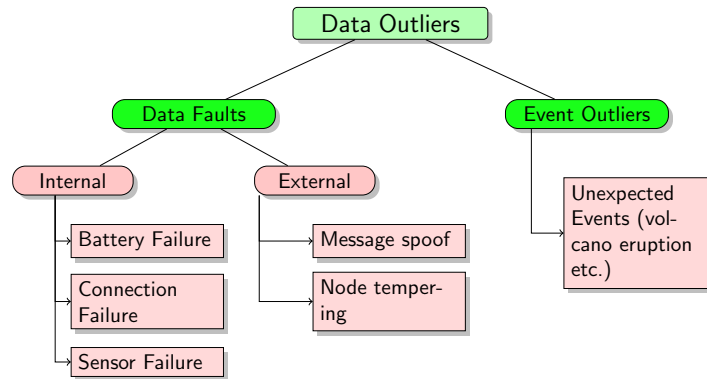 Data Outliers
Data Faults
Event Outliers
Internal
External
Battery Failure
Connection
Failure
Sensor Failure
Message spoof
Node temper-
ing
Unexpected
Events (vol-
cano eruption
etc.)